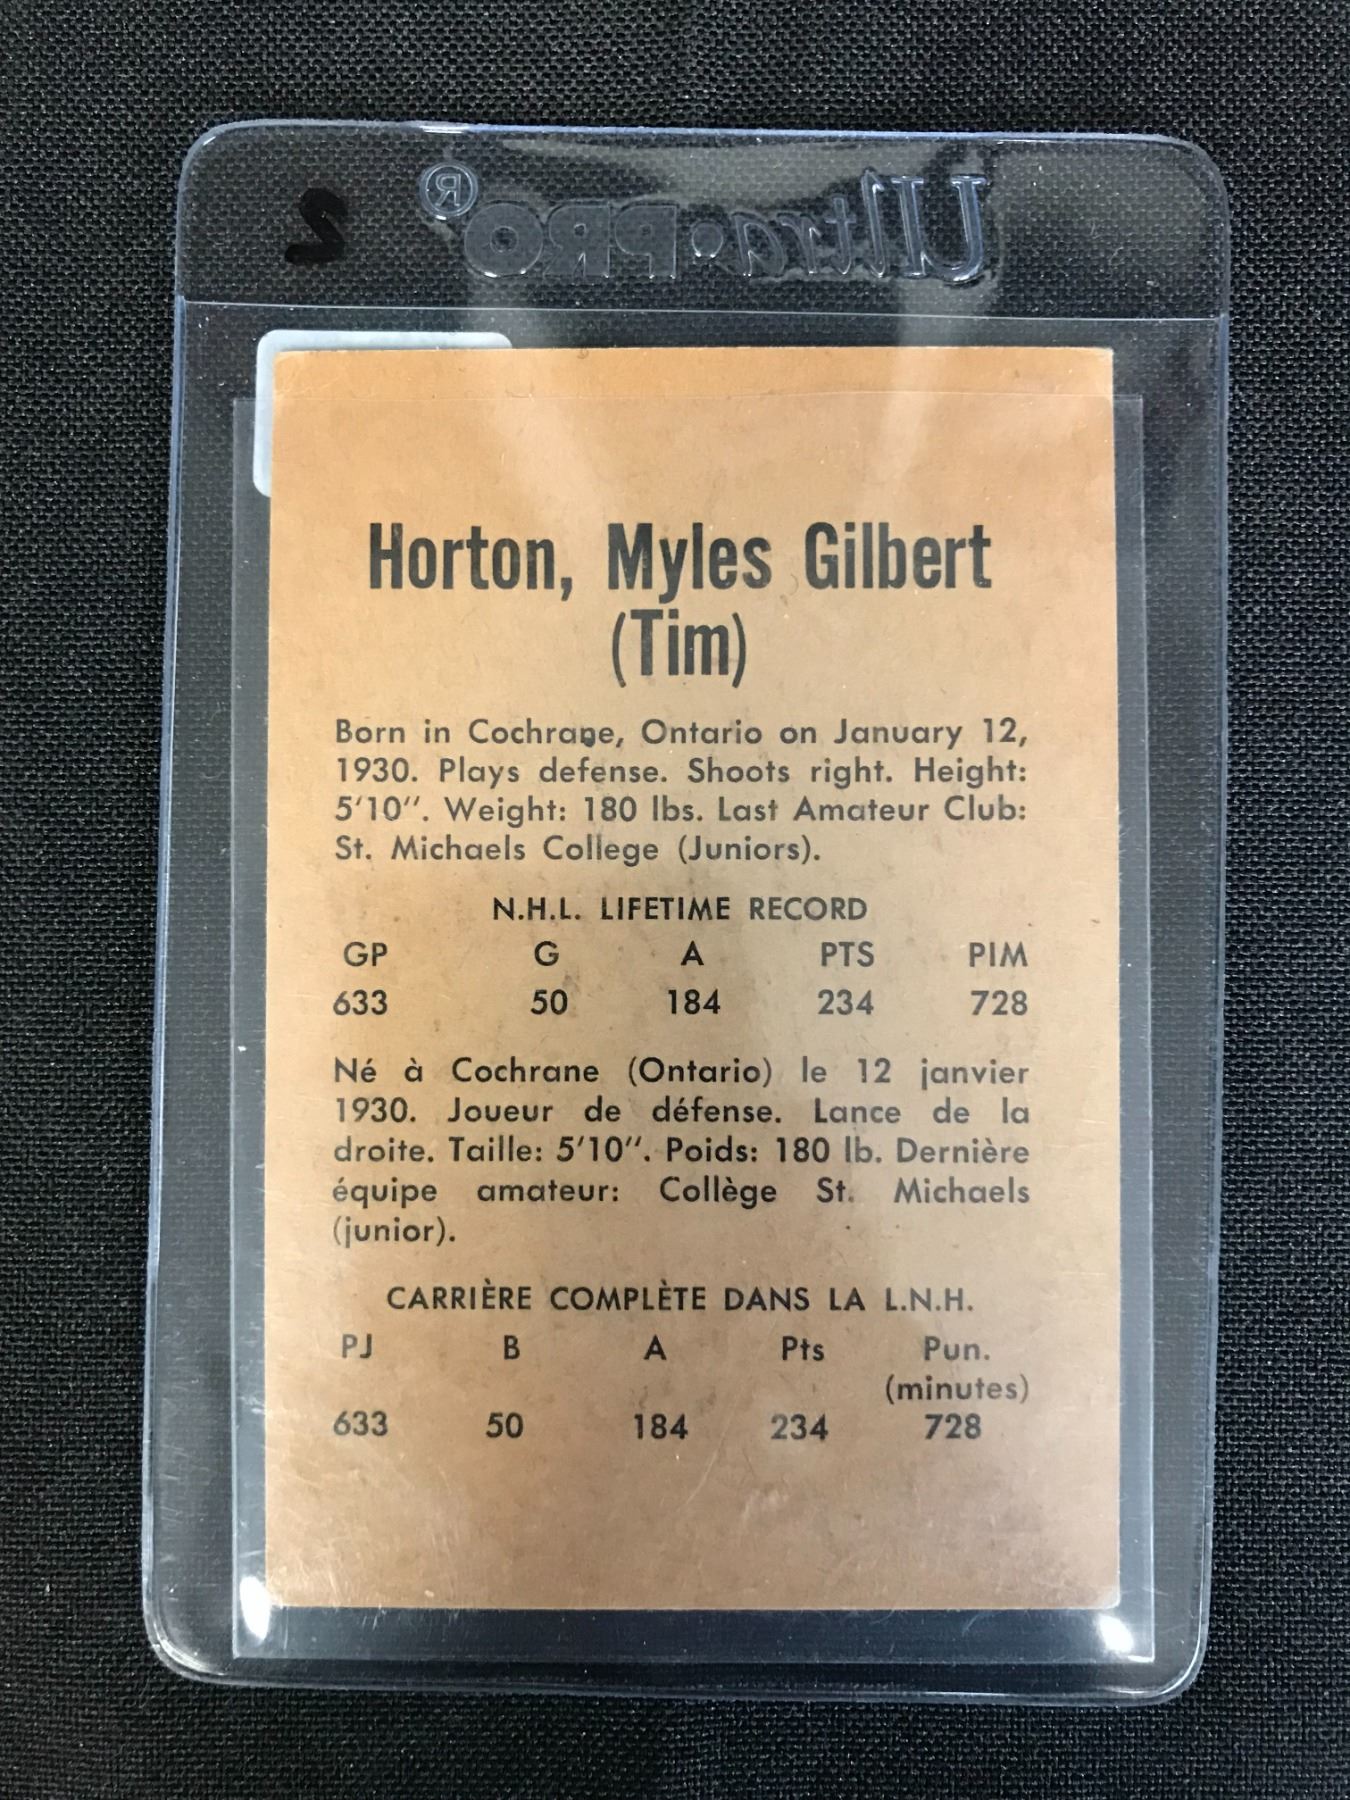 Ultra•PRO®
2
Horton, Myles Gilbert
(Tim)
Born in Cochrane, Ontario on January 12,
1930. Plays defense. Shoots right. Height:
5'10''. Weight: 180 lbs. Last Amateur Club:
St. Michaels College (Juniors).
N.H.L. LIFETIME RECORD
GP G A PTS PIM
633 50 184 234 728
Né à Cochrane (Ontario) le 12 janvier
1930. Joueur de défense. Lance de la
droite. Taille: 5'10''. Poids: 180 lb. Dernière
équipe amateur: Collège St. Michaels
(junior).
CARRIÈRE COMPLÈTE DANS LA L.N.H.
PJ B A Pts Pun.
(minutes)
633 50 184 234 728